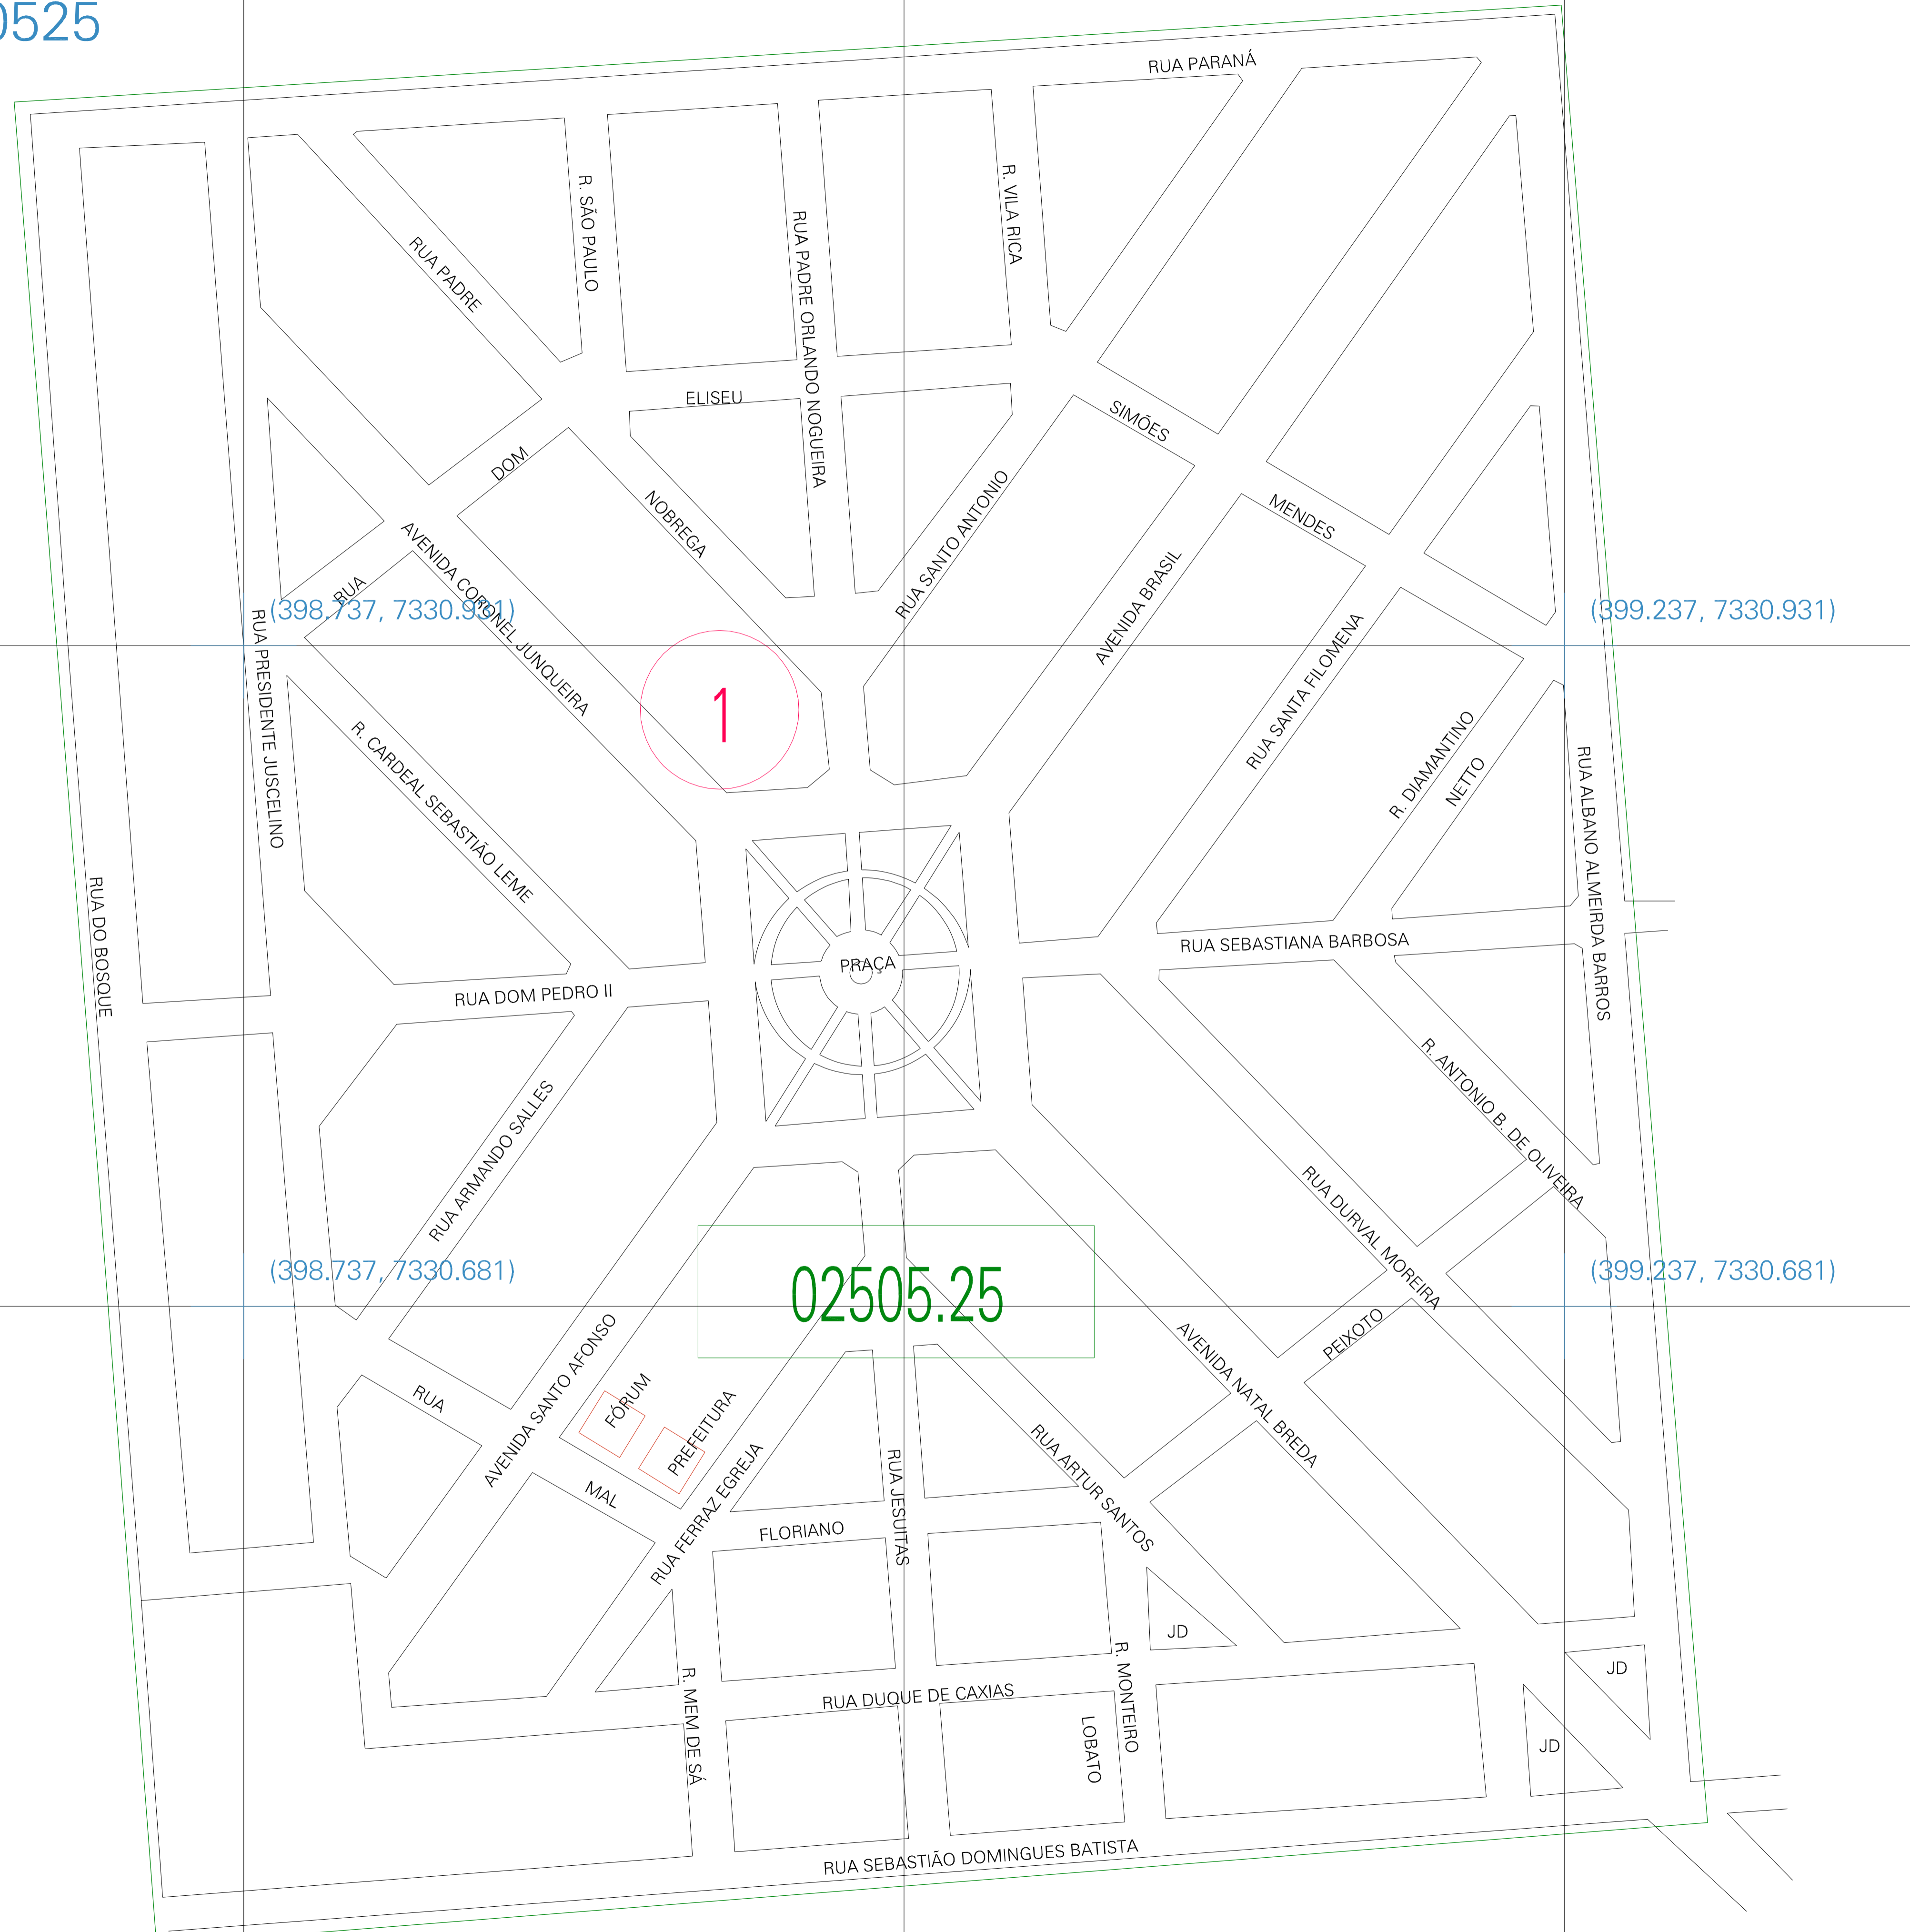 0525
RUA PARANÁ
R. SÃO PAULO
R. VILA RICA
RUA PADRE
RUA PADRE ORLANDO NOGUEIRA
ELISEU
SIMÕES
DOM
NOBREGA
RUA SANTO ANTONIO
MENDES
AVENIDA CORONEL JUNQUEIRA
AVENIDA BRASIL
RUA
(398.737, 7330.931)
(399.237, 7330.931)
RUA PRESIDENTE JUSCELINO
RUA SANTA FILOMENA
1
R. CARDEAL SEBASTIÃO LEME
R. DIAMANTINO
NETTO
RUA ALBANO ALMEIRDA BARROS
RUA DO BOSQUE
RUA SEBASTIANA BARBOSA
PRAÇA
RUA DOM PEDRO II
R. ANTONIO B. DE OLIVEIRA
RUA ARMANDO SALLES
RUA DURVAL MOREIRA
(398.737, 7330.681)
02505.25
(399.237, 7330.681)
AVENIDA SANTO AFONSO
PEIXOTO
AVENIDA NATAL BREDA
RUA
FÓRUM
PREFEITURA
RUA ARTUR SANTOS
RUA FERRAZ EGREJA
RUA JESUITAS
MAL
FLORIANO
JD
R. MEM DE SÁ
R. MONTEIRO
JD
RUA DUQUE DE CAXIAS
LOBATO
JD
RUA SEBASTIÃO DOMINGUES BATISTA